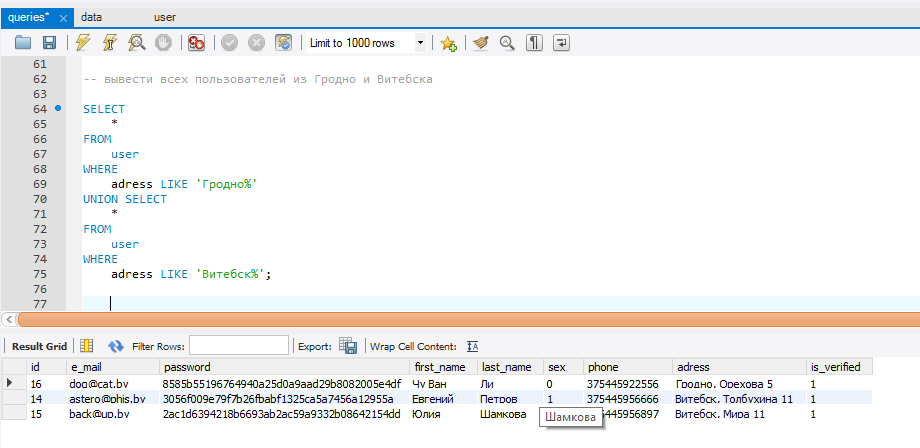 queries* data user
Limit to 1000 rows
61
62 -- вывести всех пользователей из Гродно и Витебска
63
64 SELECT
65 *
66 FROM
67 user
68 WHERE
69 adress LIKE 'Гродно%'
70 UNION SELECT
71 *
72 FROM
73 user
74 WHERE
75 adress LIKE 'Витебск%';
76
77
Result Grid Filter Rows: Export: Wrap Cell Content:
id e_mail password first_name last_name sex phone adress is_verified
16 dog@cat.by 8585b55196764940a25d0a9aad29b8082005e4df Чу Ван Ли 0 375445922556 Гродно, Орехова 5 1
14 astero@phis.by 3056f009e79f7b26fbabf1325ca5a7456a12955a Евгений Петров 1 375445956666 Витебск, Толбухина 11 1
15 back@up.by 2ac1d6394218b6693ab2ac59a9332b08642154dd Юлия Шамкова 45956897 Витебск, Мира 11 1
Шамкова